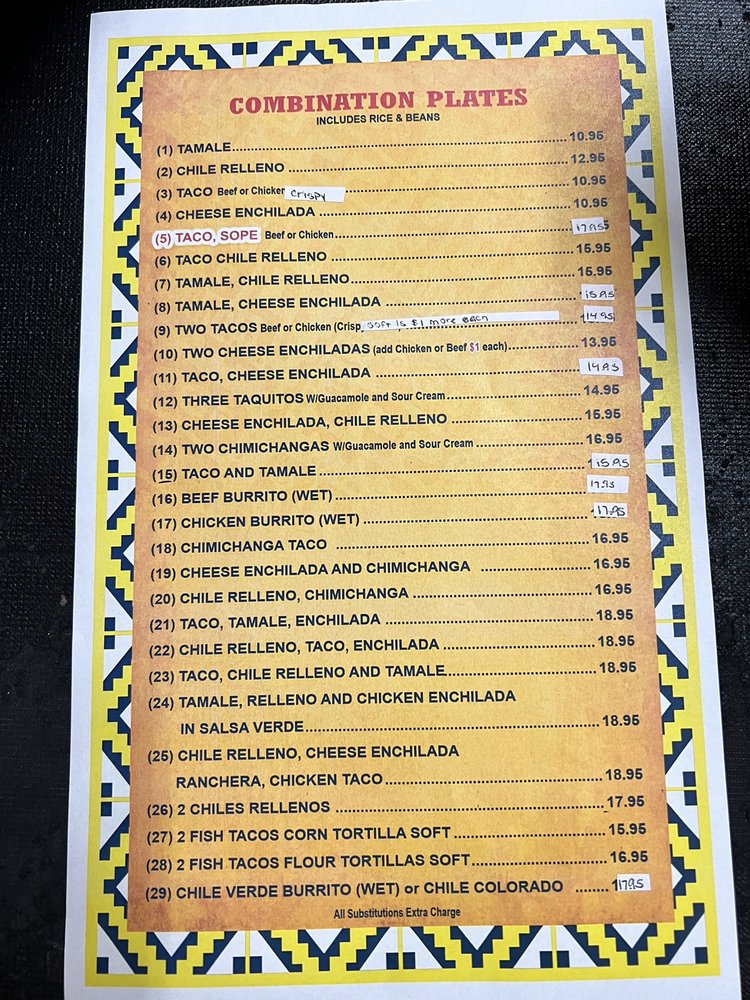 COMBINATION PLATES
INCLUDES RICE & BEANS
(1) TAMALE 10.95
(2) CHILE RELLENO 12.95
(3) TACO Beef or Chicken crispy 10.95
(4) CHEESE ENCHILADA 10.95
(5) TACO, SOPE Beef or Chicken 17.95
(6) TACO CHILE RELLENO 15.95
(7) TAMALE, CHILE RELLENO 15.95
(8) TAMALE, CHEESE ENCHILADA 15.95
(9) TWO TACOS Beef or Chicken (Crisp, soft is $1 more each 14.95
(10) TWO CHEESE ENCHILADAS (add Chicken or Beef $1 each) 13.95
(11) TACO, CHEESE ENCHILADA 14.95
(12) THREE TAQUITOS W/Guacamole and Sour Cream 14.95
(13) CHEESE ENCHILADA, CHILE RELLENO 15.95
(14) TWO CHIMICHANGAS W/Guacamole and Sour Cream 16.95
(15) TACO AND TAMALE 15.95
(16) BEEF BURRITO (WET) 17.95
(17) CHICKEN BURRITO (WET) 17.95
(18) CHIMICHANGA TACO 16.95
(19) CHEESE ENCHILADA AND CHIMICHANGA 16.95
(20) CHILE RELLENO, CHIMICHANGA 16.95
(21) TACO, TAMALE, ENCHILADA 18.95
(22) CHILE RELLENO, TACO, ENCHILADA 18.95
(23) TACO, CHILE RELLENO AND TAMALE 18.95
(24) TAMALE, RELLENO AND CHICKEN ENCHILADA
IN SALSA VERDE 18.95
(25) CHILE RELLENO, CHEESE ENCHILADA
RANCHERA, CHICKEN TACO 18.95
(26) 2 CHILES RELLENOS 17.95
(27) 2 FISH TACOS CORN TORTILLA SOFT 15.95
(28) 2 FISH TACOS FLOUR TORTILLAS SOFT 16.95
(29) CHILE VERDE BURRITO (WET) or CHILE COLORADO 17.95
All Substitutions Extra Charge